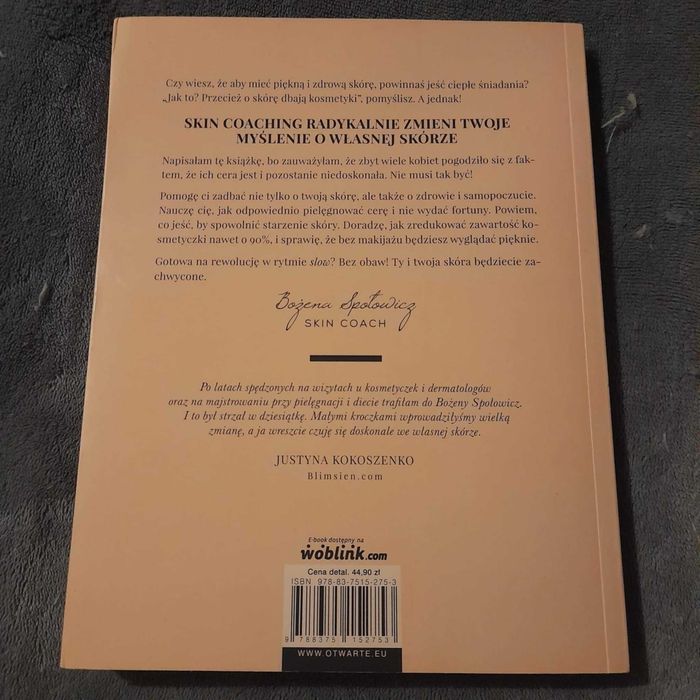 Czy wiesz, że aby mieć piękną i zdrową skórę, powinnaś jeść ciepłe śniadania?
„Jak to? Przecież o skórę dbają kosmetyki”, pomyślisz. A jednak!
SKIN COACHING RADYKALNIE ZMIENI TWOJE
MYŚLENIE O WŁASNEJ SKÓRZE
Napisałam tę książkę, bo zauważyłam, że zbyt wiele kobiet pogodziło się z fak-
tem, że ich cera jest i pozostanie niedoskonała. Nie musi tak być!
Pomogę ci zadbać nie tylko o twoją skórę, ale także o zdrowie i samopoczucie.
Nauczę cię, jak odpowiednio pielęgnować cerę i nie wydać fortuny. Powiem,
co jeść, by spowolnić starzenie skóry. Doradzę, jak zredukować zawartość ko-
smetyczki nawet o 90%, i sprawię, że bez makijażu będziesz wyglądać pięknie.
Gotowa na rewolucję w rytmie slow? Bez obaw! Ty i twoja skóra będziecie za-
chwycone.
Bożena Społowicz
SKIN COACH
Po latach spędzonych na wizytach u kosmetyczek i dermatologów
oraz na majstrowaniu przy pielęgnacji i diecie trafiłam do Bożeny Społowicz.
I to był strzał w dziesiątkę. Małymi kroczkami wprowadziłyśmy wielką
zmianę, a ja wreszcie czuję się doskonale we własnej skórze.
JUSTYNA KOKOSZENKO
Blimsien.com
E-book dostępny na
woblink.com
Cena detal. 44,90 zł
ISBN 978-83-7515-275-3
9 788375 152753
WWW.OTWARTE.EU